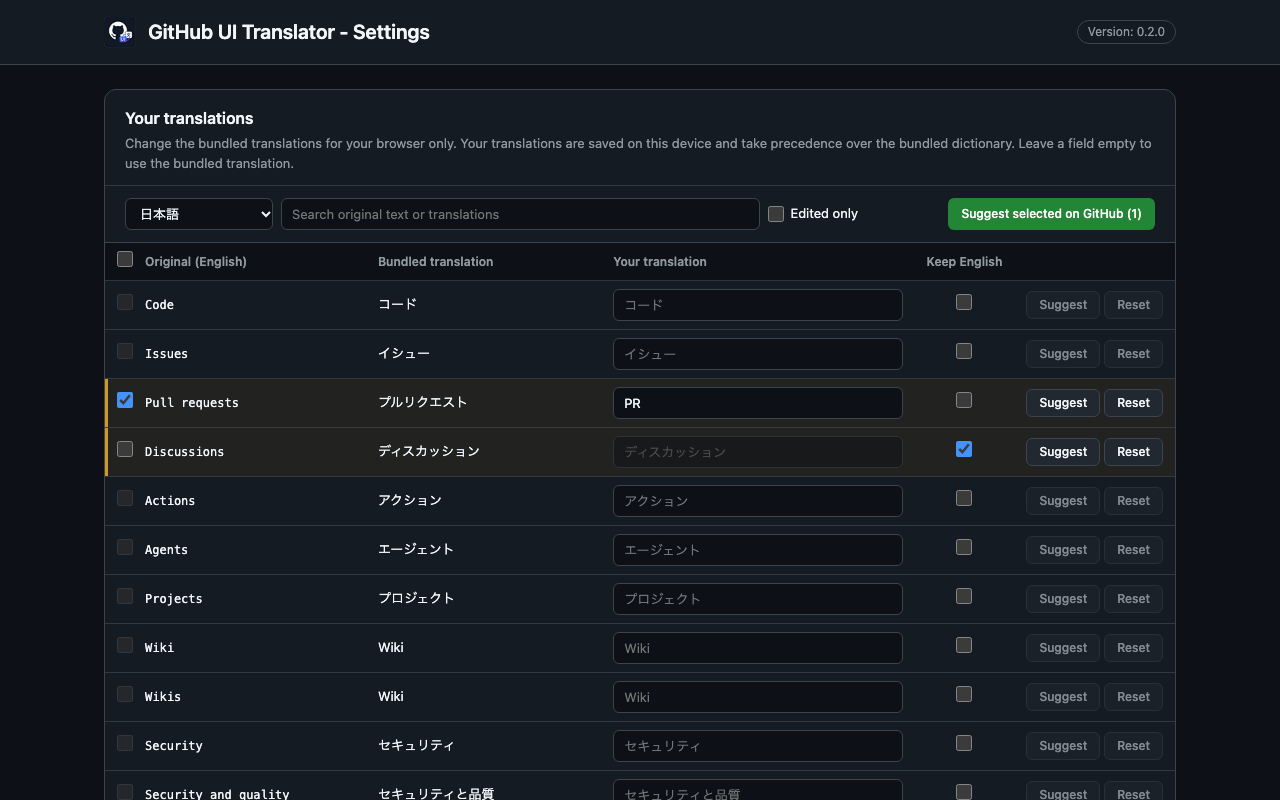 GitHub UI Translator - Settings
Version: 0.2.0
Your translations
Change the bundled translations for your browser only. Your translations are saved on this device and take precedence over the bundled dictionary. Leave a field empty to
use the bundled translation.
日本語 Search original text or translations Edited only Suggest selected on GitHub (1)
Original (English) Bundled translation Your translation Keep English
Code コード コード Suggest Reset
Issues イシュー イシュー Suggest Reset
Pull requests プルリクエスト PR Suggest Reset
Discussions ディスカッション ディスカッション Suggest Reset
Actions アクション アクション Suggest Reset
Agents エージェント エージェント Suggest Reset
Projects プロジェクト プロジェクト Suggest Reset
Wiki Wiki Wiki Suggest Reset
Wikis Wiki Wiki Suggest Reset
Security セキュリティ セキュリティ Suggest Reset
Security and quality セキュリティと品質 セキュリティと品質 Suggest Reset